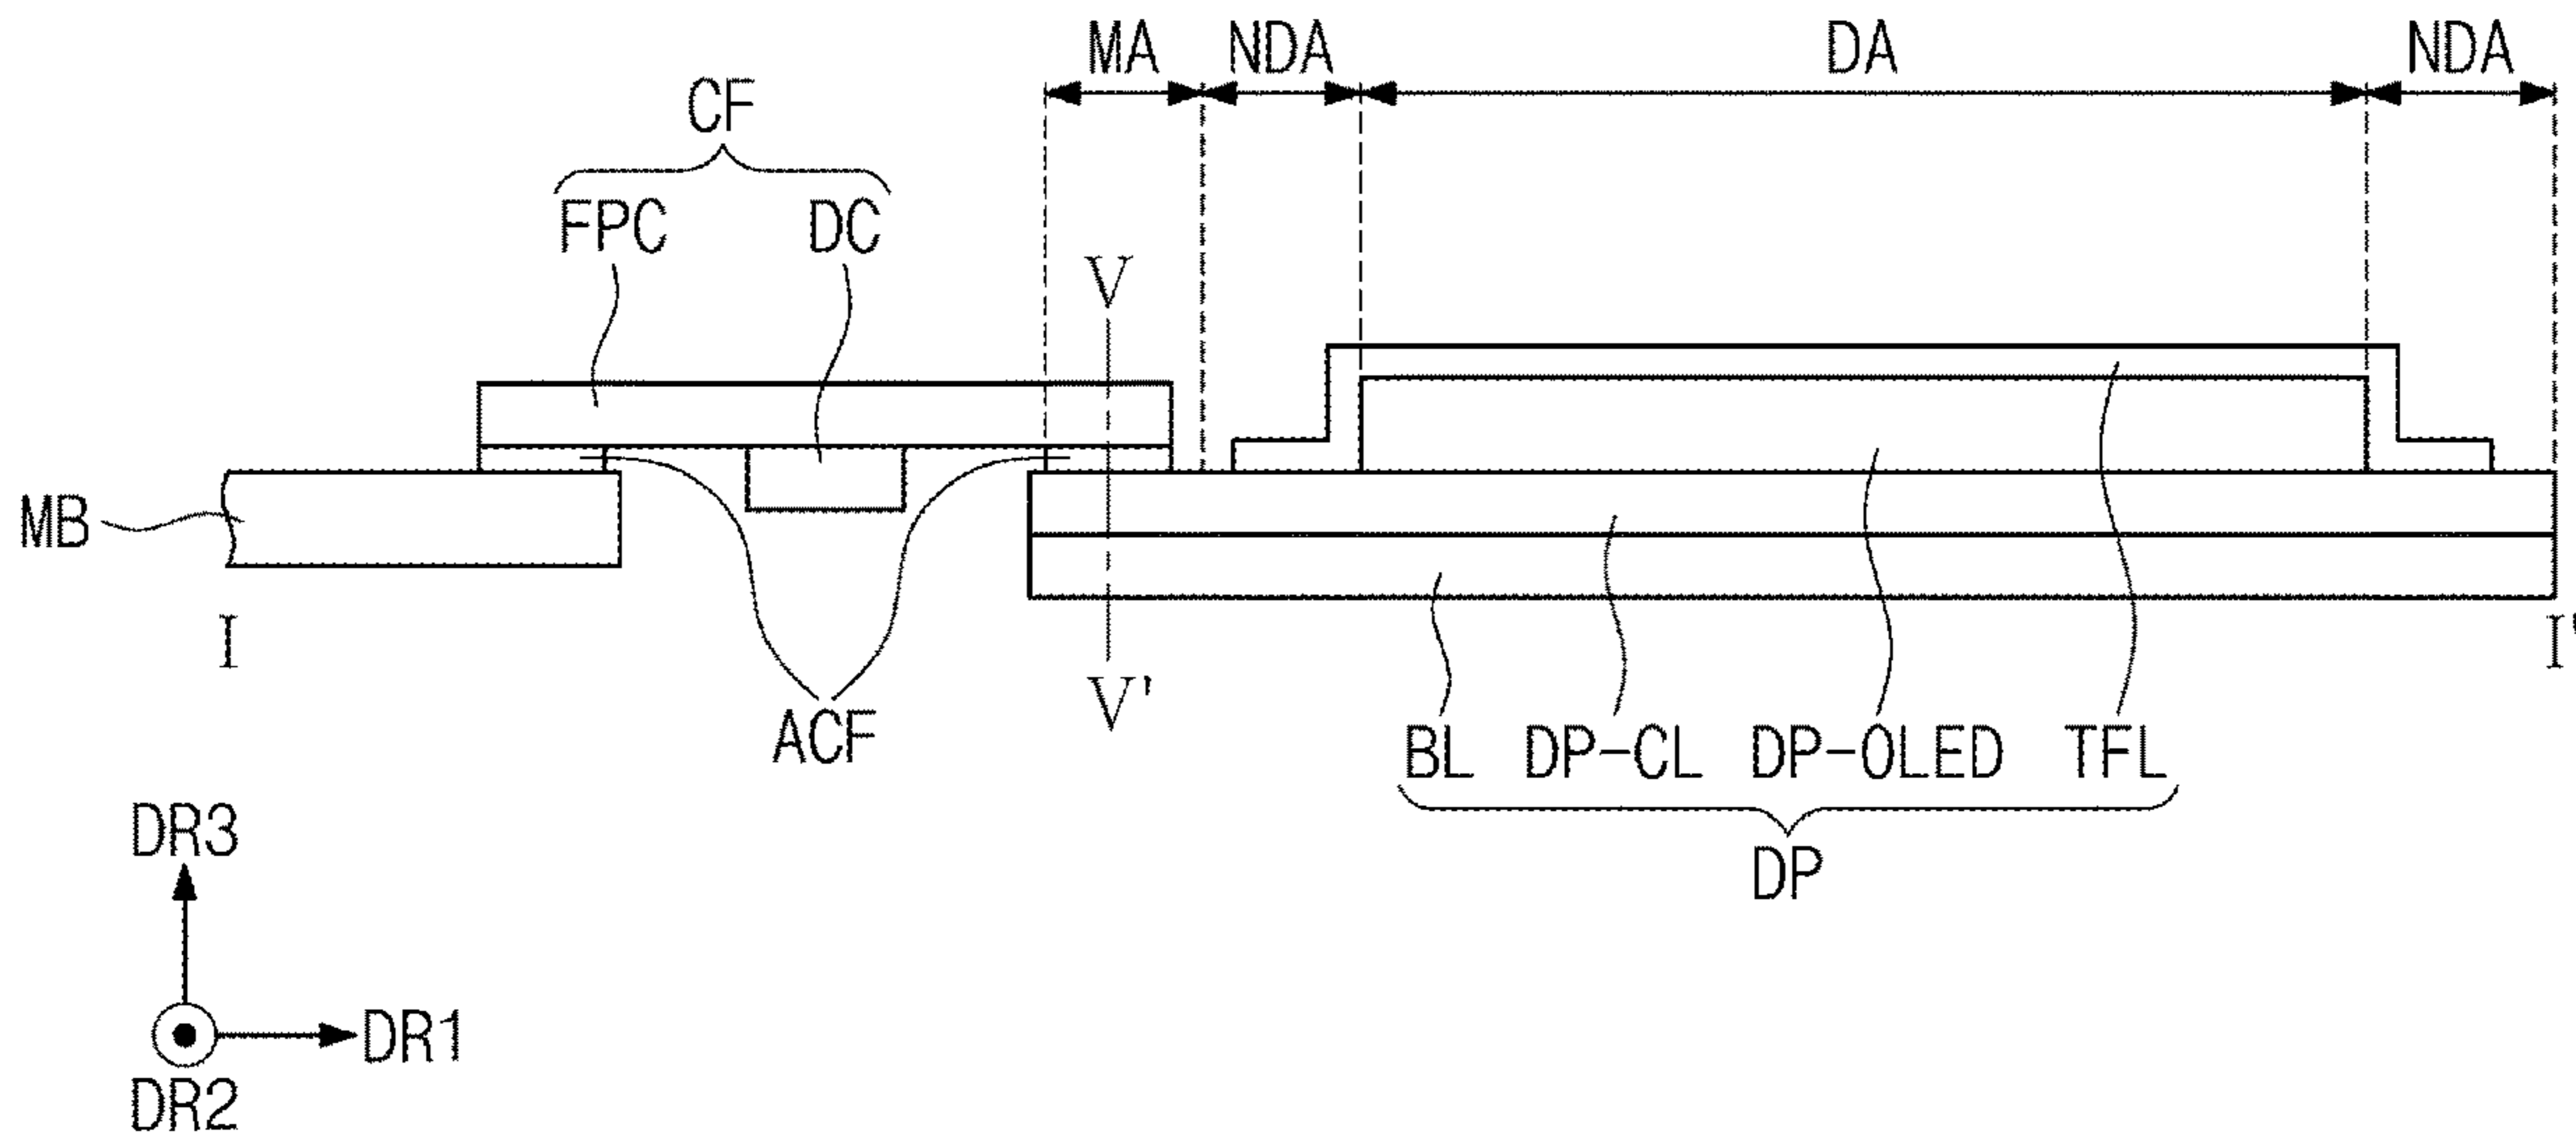 MA NDA DA NDA
CF
FPC DC
V
MB
I I'
V'
ACF
BL DP-CL DP-OLED TFL
DP
DR3
DR1
DR2